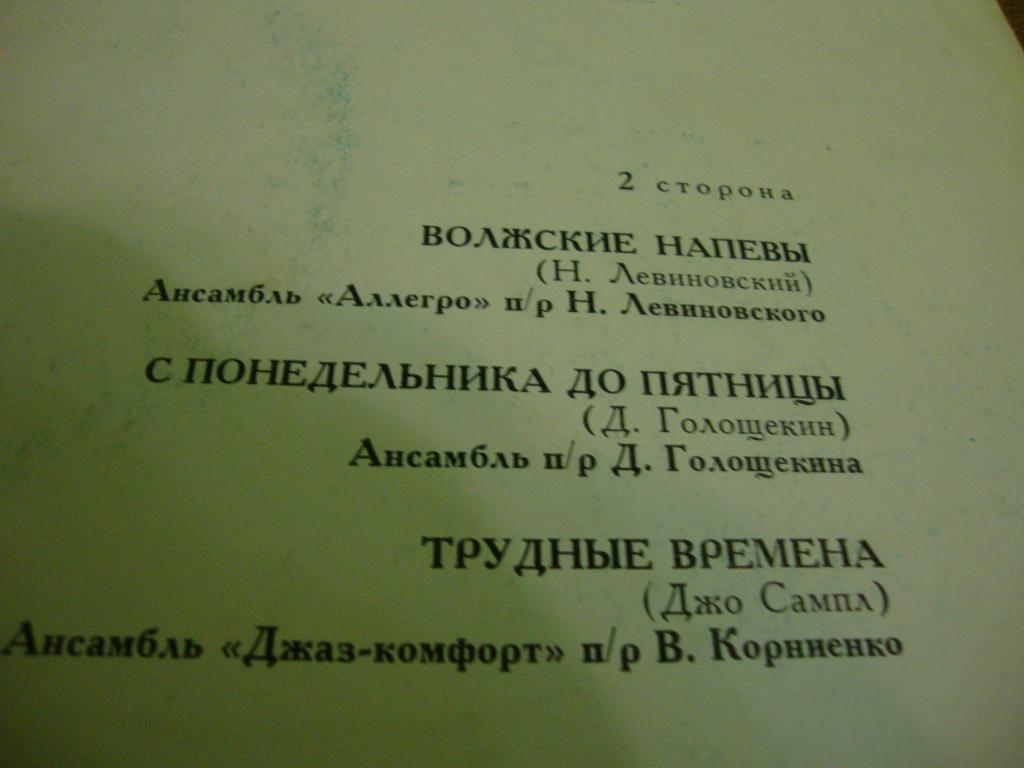 2 сторона
ВОЛЖСКИЕ НАПЕВЫ
(Н. Левиновский)
Ансамбль «Аллегро» п/р Н. Левиновского
С ПОНЕДЕЛЬНИКА ДО ПЯТНИЦЫ
(Д. Голощекин)
Ансамбль п/р Д. Голощекина
ТРУДНЫЕ ВРЕМЕНА
(Джо Сампл)
Ансамбль «Джаз-комфорт» п/р В. Корниенко